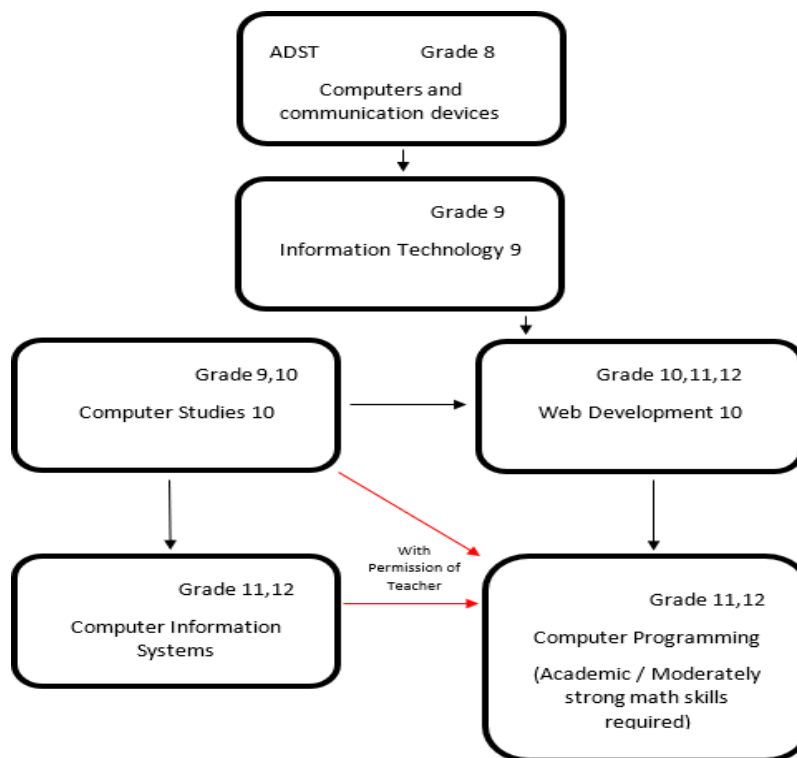 ADST Grade 8
Computers and
communication devices
Grade 9
Information Technology 9
Grade 9,10
Computer Studies 10
Grade 10,11,12
Web Development 10
With
Permission of
Teacher
Grade 11,12
Computer Information
Systems
Grade 11,12
Computer Programming
(Academic / Moderately
strong math skills
required)